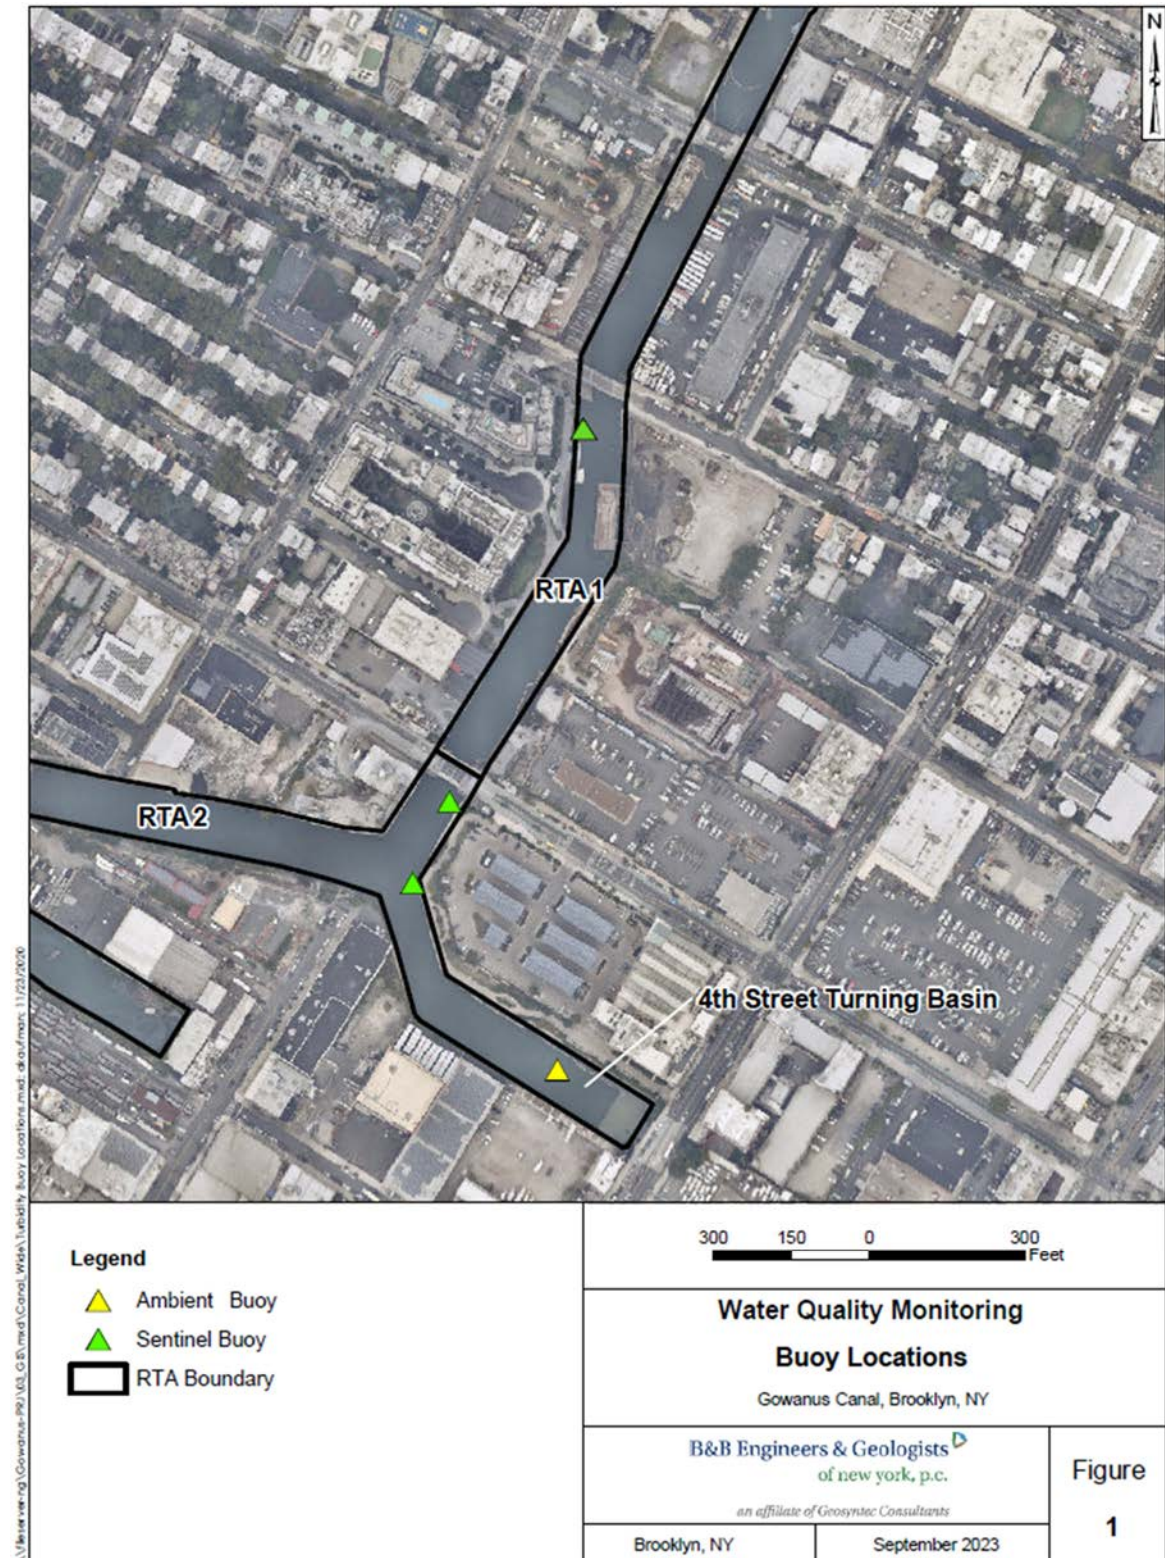 N
RTA 1
RTA 2
4th Street Turning Basin
Legend
Ambient Buoy
Sentinel Buoy
RTA Boundary
300 150 0 300
Feet
Water Quality Monitoring
Buoy Locations
Gowanus Canal, Brooklyn, NY
B&B Engineers & Geologists
of new york, p.c.
an affiliate of Geosyntec Consultants
Brooklyn, NY
September 2023
Figure
1